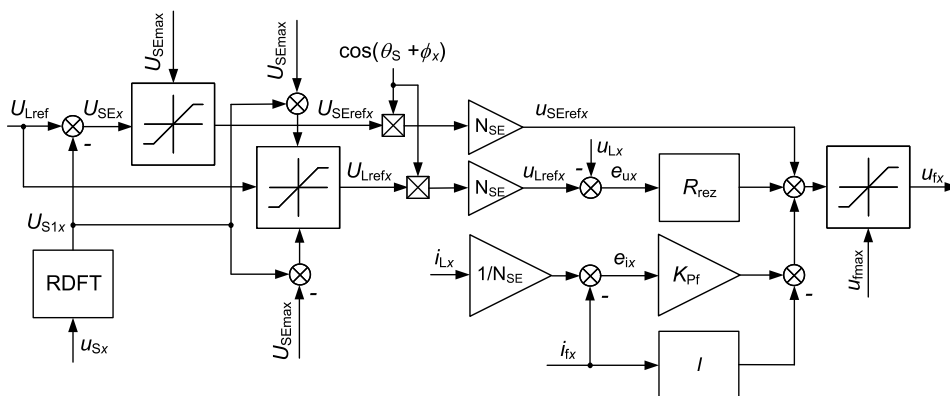 U_SEmax
U_SEmax
cos(θ_S +ϕ_x)
U_Lref
U_SEx
-
U_SErefx
N_SE
u_SErefx
U_Lrefx
N_SE
u_Lrefx
-
u_Lx
e_ux
R_rez
u_fx
U_S1x
RDFT
-
U_SEmax
u_Sx
i_Lx
1/N_SE
-
e_ix
K_Pf
-
u_fmax
i_fx
I